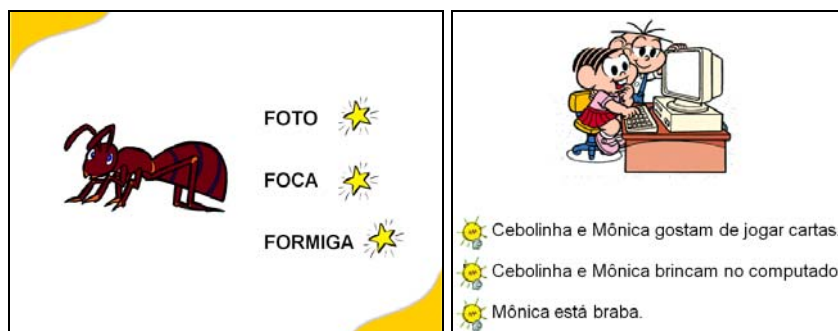 FOTO
FOCA
FORMIGA
Cebolinha e Mônica gostam de jogar cartas.
Cebolinha e Mônica brincam no computado
Mônica está braba.